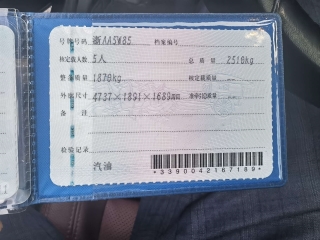 号牌号码 浙AA5W85 档案编号
核定载人数 5人 总质量 2510kg
整备质量 1870kg 核定载质量 --
外廓尺寸 4737×1891×1689mm 准牵引总质量 --
备注
检验记录
汽油
*3390042167189*